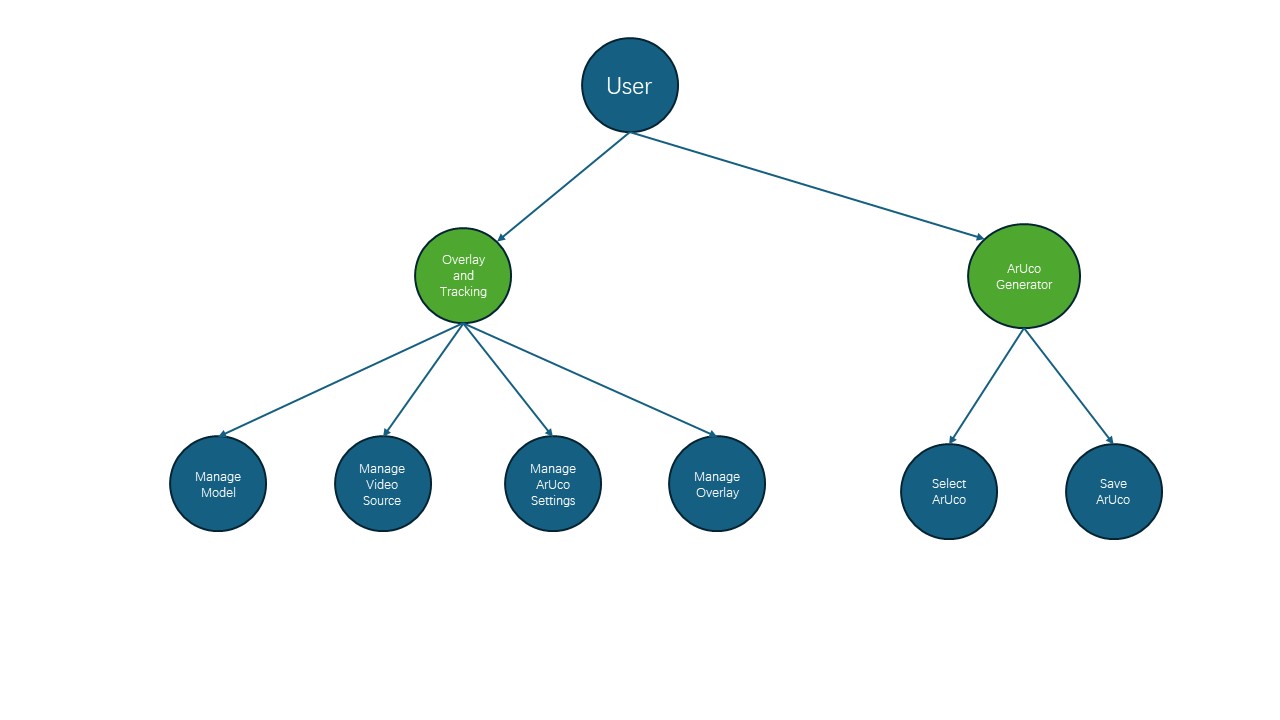 User
Overlay
and
Tracking
ArUco
Generator
Manage
Model
Manage
Video
Source
Manage
ArUco
Settings
Manage
Overlay
Select
ArUco
Save
ArUco